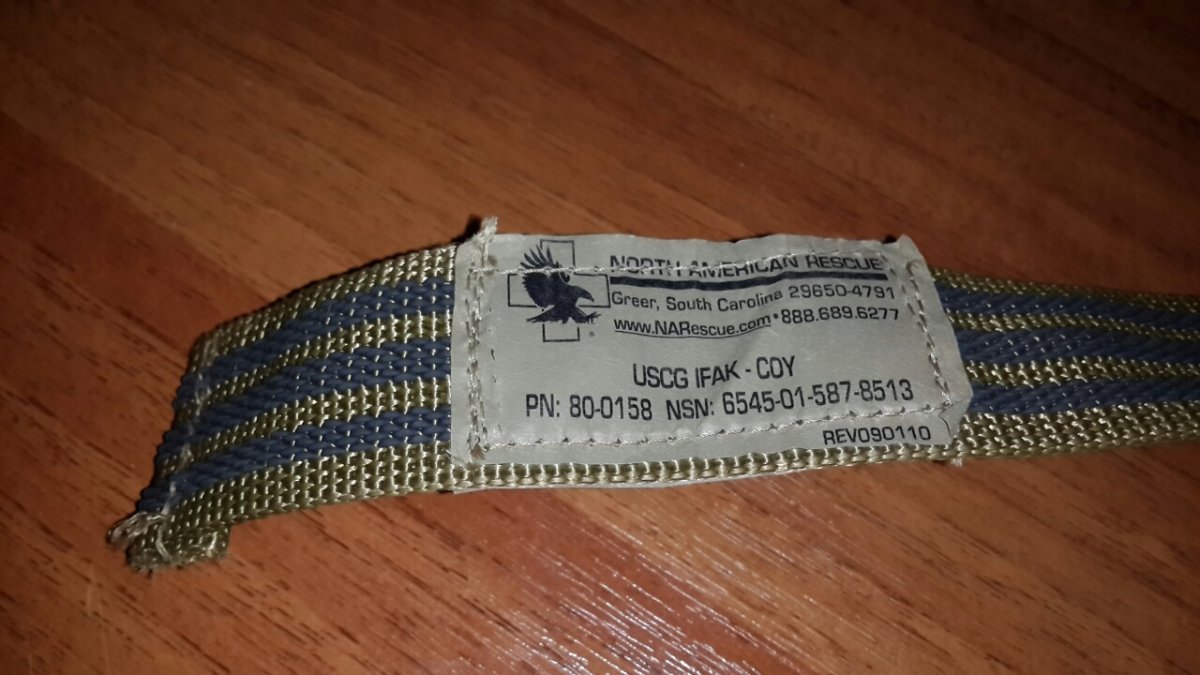 NORTH AMERICAN RESCUE
Greer, South Carolina 29650-4791
www.NARescue.com•888.689.6277
USCG IFAK - COY
PN: 80-0158 NSN: 6545-01-587-8513
REV090110